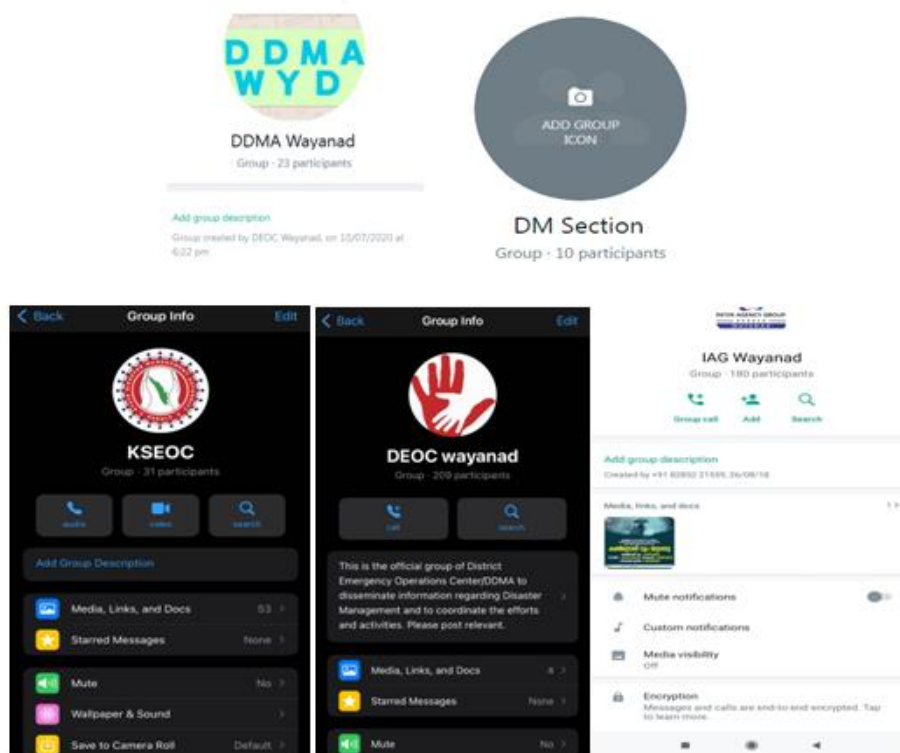 DDMA
WYD
DDMA Wayanad
Group · 23 participants
Add group description
Group created by DEOC Wayanad, on 10/07/2020 at
6:22 pm
ADD GROUP
ICON
DM Section
Group · 10 participants
Back
Group Info
Edit
KSEOC
Group · 31 participants
audio
video
search
Add Group Description
Media, Links, and Docs
53
Starred Messages
None
Mute
No
Wallpaper & Sound
Save to Camera Roll
Default
Back
Group Info
Edit
DEOC wayanad
Group · 209 participants
call
search
This is the official group of District
Emergency Operations Center/DDMA to
disseminate information regarding Disaster
Management and to coordinate the efforts
and activities. Please post relevant.
Media, Links, and Docs
4
Starred Messages
None
Mute
No
INTER AGENCY GROUP
IAG Wayanad
Group · 180 participants
Group call
Add
Search
Add group description
Created by
Media, links, and docs
Mute notifications
Custom notifications
Media visibility
Off
Encryption
Messages and calls are end-to-end encrypted. Tap
to learn more.